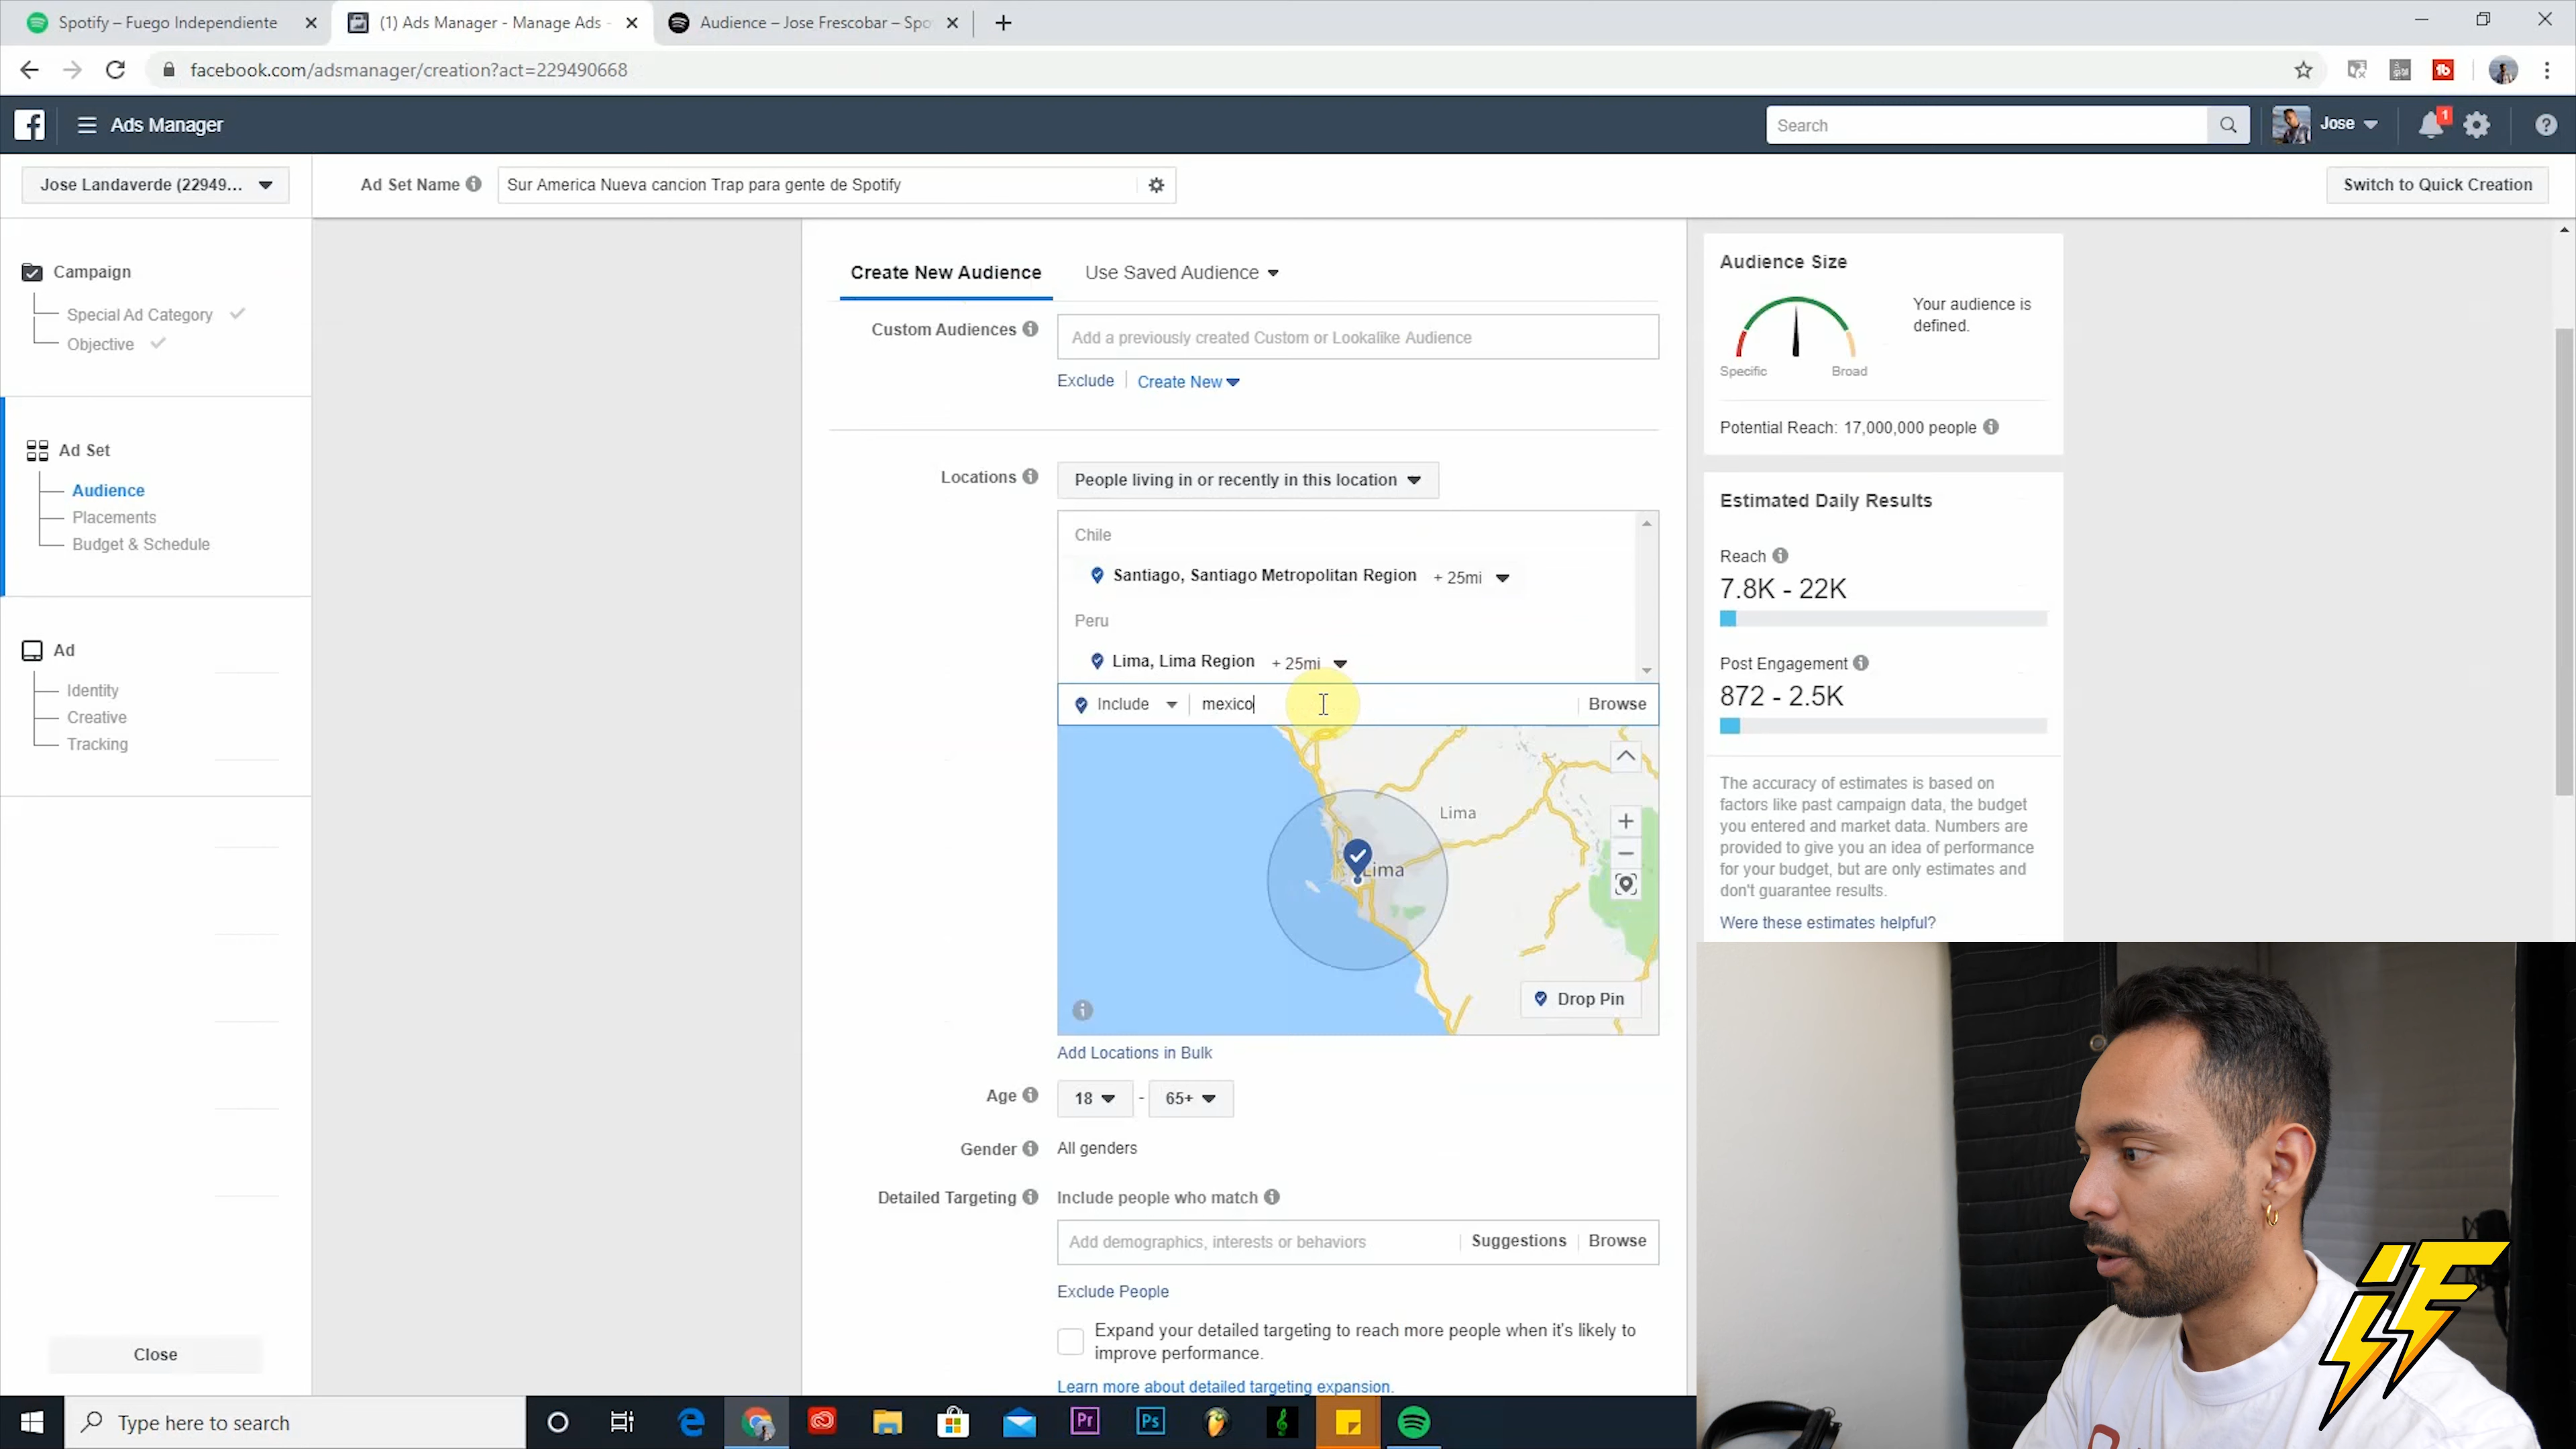 Spotify – Fuego Independiente
(1) Ads Manager - Manage Ads -
Audience – Jose Frescobar – Spo
facebook.com/adsmanager/creation?act=229490668
Ads Manager
Search
Jose
1
Jose Landaverde (22949...
Ad Set Name
Sur America Nueva cancion Trap para gente de Spotify
Switch to Quick Creation
Campaign
Special Ad Category
Objective
Ad Set
Audience
Placements
Budget & Schedule
Ad
Identity
Creative
Tracking
Close
Create New Audience
Use Saved Audience
Custom Audiences
Add a previously created Custom or Lookalike Audience
Exclude
Create New
Locations
People living in or recently in this location
Chile
Santiago, Santiago Metropolitan Region + 25mi
Peru
Lima, Lima Region + 25mi
Include
mexico
Browse
Lima
Lima
Drop Pin
Add Locations in Bulk
Age
18 - 65+
Gender
All genders
Detailed Targeting
Include people who match
Add demographics, interests or behaviors
Suggestions
Browse
Exclude People
Expand your detailed targeting to reach more people when it's likely to
improve performance.
Learn more about detailed targeting expansion.
Audience Size
Your audience is
defined.
Specific
Broad
Potential Reach: 17,000,000 people
Estimated Daily Results
Reach
7.8K - 22K
Post Engagement
872 - 2.5K
The accuracy of estimates is based on
factors like past campaign data, the budget
you entered and market data. Numbers are
provided to give you an idea of performance
for your budget, but are only estimates and
don't guarantee results.
Were these estimates helpful?
iF
Type here to search
Pr
Ps